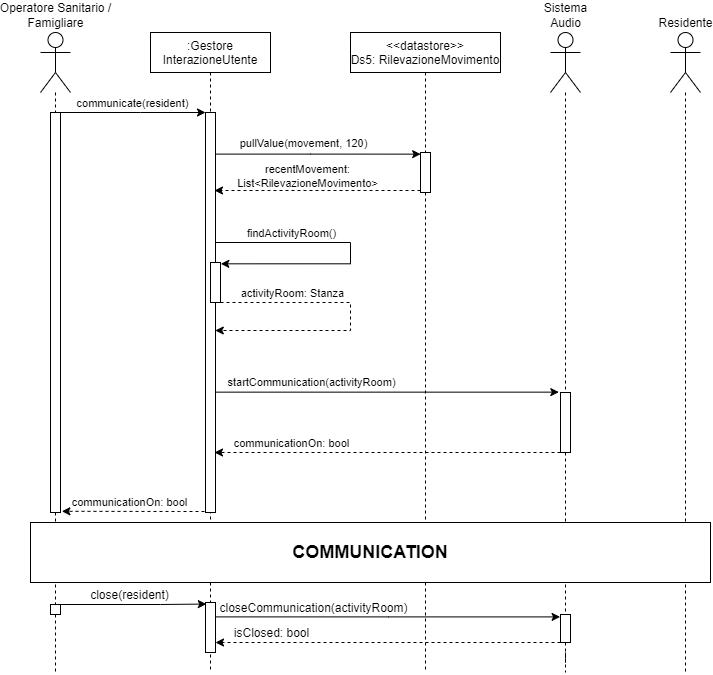 Operatore Sanitario /
Famigliare
:Gestore
InterazioneUtente
<<datastore>>
Ds5: RilevazioneMovimento
Sistema
Audio
Residente
communicate(resident)
pullValue(movement, 120)
recentMovement:
List<RilevazioneMovimento>
findActivityRoom()
activityRoom: Stanza
startCommunication(activityRoom)
communicationOn: bool
communicationOn: bool
COMMUNICATION
close(resident)
closeCommunication(activityRoom)
isClosed: bool